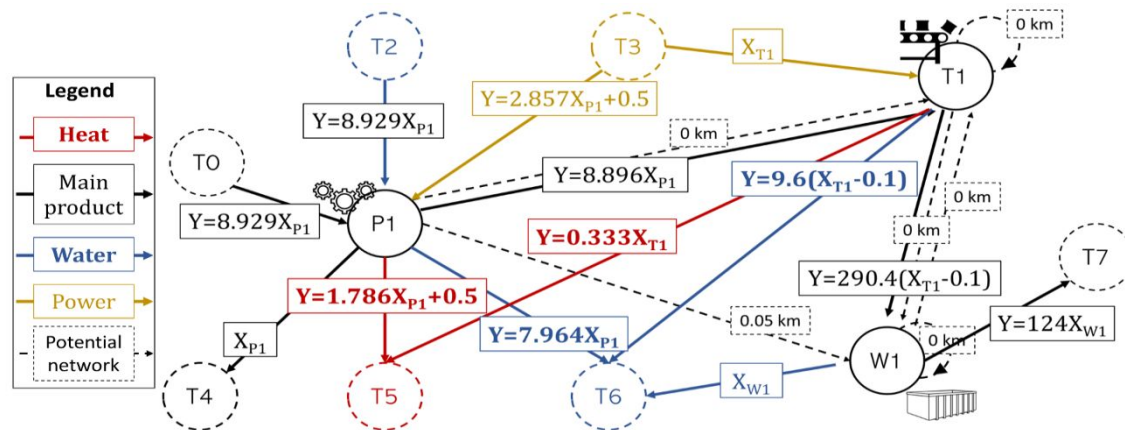 T2
T3
X_T1
0 km
T1
Legend
Heat
Main
product
Water
Power
Potential
network
Y=8.929X_P1
Y=2.857X_P1+0.5
0 km
T0
Y=8.896X_P1
Y=9.6(X_T1-0.1)
Y=8.929X_P1
P1
Y=0.333X_T1
0 km
0 km
T7
Y=1.786X_P1+0.5
Y=290.4(X_T1-0.1)
X_P1
Y=7.964X_P1
0.05 km
Y=124X_W1
W1
0 km
T4
T5
T6
X_W1